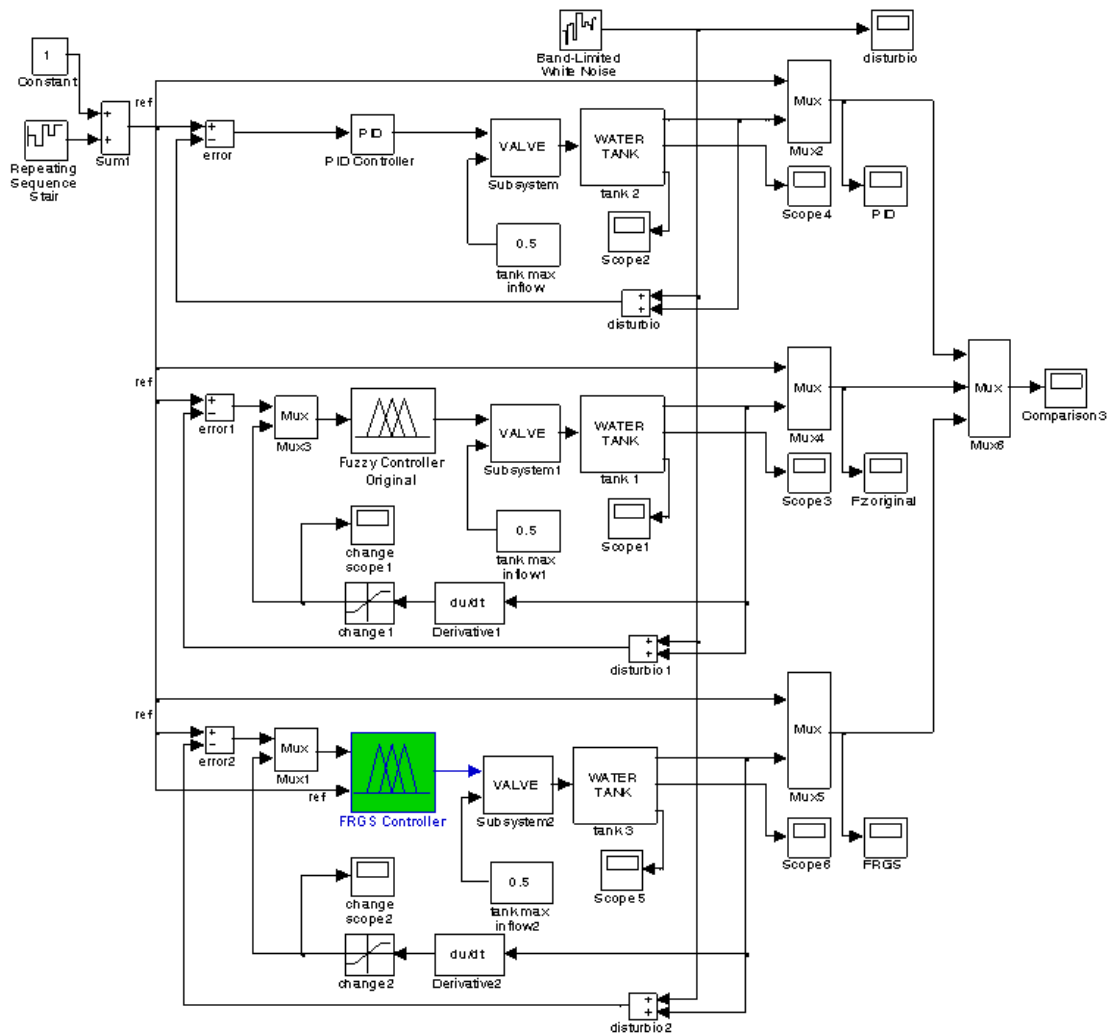 1
Constant
Repeating
Sequence
Stair
+
+
Sum1
ref
+
−
error
PID
PID Controller
VALVE
Subsystem
0.5
tank max
inflow
WATER
TANK
tank 2
Scope2
Band-Limited
White Noise
disturbio
Mux
Mux2
Scope4
PID
+
+
disturbio
ref
+
−
error1
Mux
Mux3
Fuzzy Controller
Original
VALVE
Subsystem1
WATER
TANK
tank 1
Scope1
0.5
tank max
inflow1
change
scope1
change1
du/dt
Derivative1
+
+
disturbio1
Mux
Mux4
Scope3
Fzoriginal
Mux
Mux6
Comparison3
ref
+
−
error2
Mux
Mux1
ref
FRGS Controller
VALVE
Subsystem2
WATER
TANK
tank 3
Scope5
0.5
tank max
inflow2
change
scope2
change2
du/dt
Derivative2
+
+
disturbio2
Mux
Mux5
Scope6
FRGS